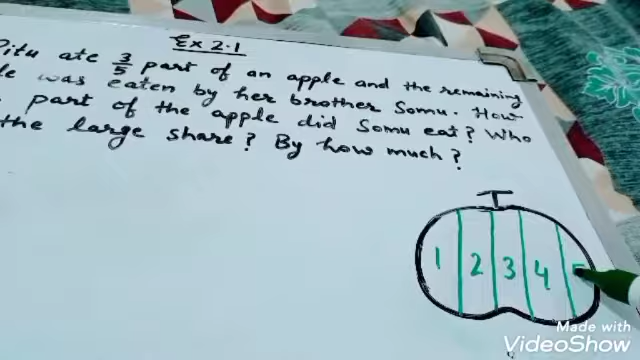 Ex 2.1
Ritu ate 3/5 part of an apple and the remaining
was eaten by her brother Somu. How
part of the apple did Somu eat? Who
the large share? By how much?
1 2 3 4 5
Made with
VideoShow